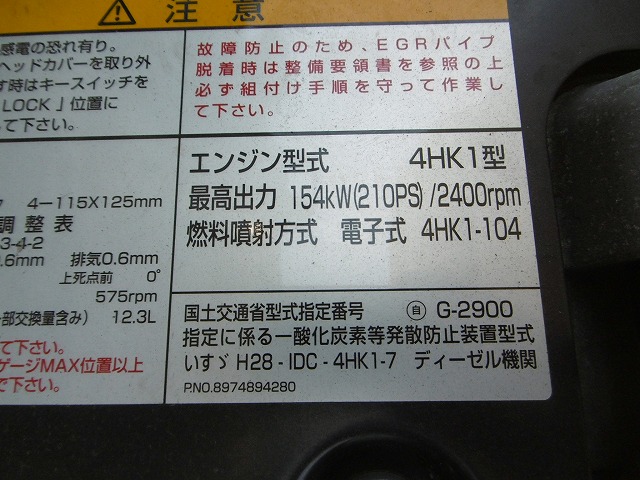 ⚠ 注意
感電の恐れ有り。
ヘッドカバーを取り外
す時はキースイッチを
LOCK」位置に
て下さい。
故障防止のため、EGRパイプ
脱着時は整備要領書を参照の上
必ず組付け手順を守って作業し
て下さい。
4-115X125mm
調整表
3-4-2
0.6mm 排気0.6mm
上死点前 0°
575rpm
部交換量含み) 12.3L
て下さい。
ゲージMAX位置以上
で下さい。
エンジン型式 4HK1型
最高出力 154kW(210PS)/2400rpm
燃料噴射方式 電子式 4HK1-104
国土交通省型式指定番号 自 G-2900
指定に係る一酸化炭素等発散防止装置型式
いすゞ H28-IDC-4HK1-7 ディーゼル機関
P.NO.8974894280